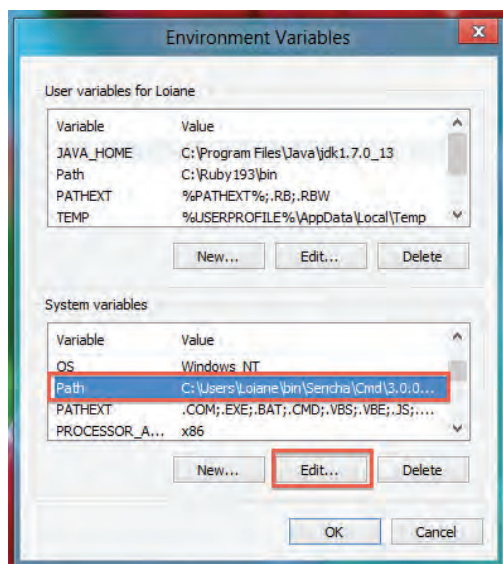 Environment Variables
x
User variables for Loiane
Variable Value
JAVA_HOME C:\Program Files\Java\jdk1.7.0_13
Path C:\Ruby193\bin
PATHEXT %PATHEXT%;.RB;.RBW
TEMP %USERPROFILE%\AppData\Local\Temp
New... Edit... Delete
System variables
Variable Value
OS Windows_NT
Path C:\Users\Loiane\bin\Sencha\Cmd\3.0.0...
PATHEXT .COM;.EXE;.BAT;.CMD;.VBS;.VBE;.JS;....
PROCESSOR_A... x86
New... Edit... Delete
OK Cancel